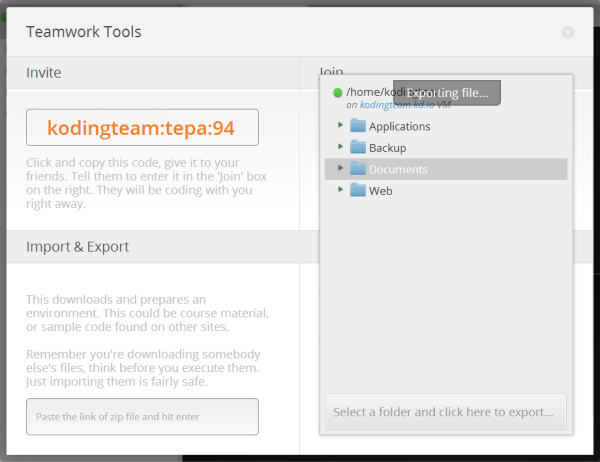 Teamwork Tools
Invite
Join
kodingteam:tepa:94
Click and copy this code, give it to your
friends. Tell them to enter it in the 'Join' box
on the right. They will be coding with you
right away.
Import & Export
This downloads and prepares an
environment. This could be course material,
or sample code found on other sites.
Remember you're downloading somebody
else's files, think before you execute them.
Just importing them is fairly safe.
Paste the link of zip file and hit enter
Exporting file...
on kodingteam.kd.io VM
Applications
Backup
Documents
Web
Select a folder and click here to export...